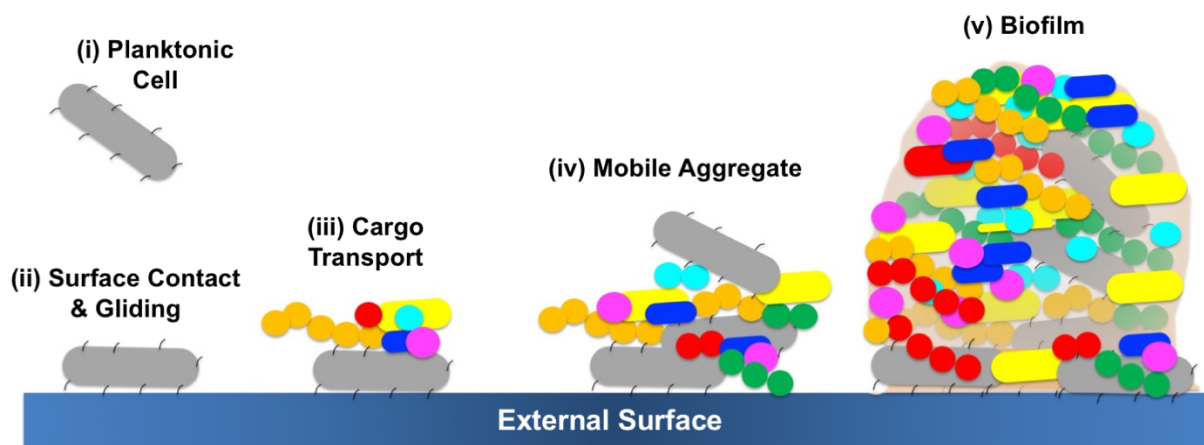 (i) Planktonic
Cell
(ii) Surface Contact
& Gliding
(iii) Cargo
Transport
(iv) Mobile Aggregate
(v) Biofilm
External Surface